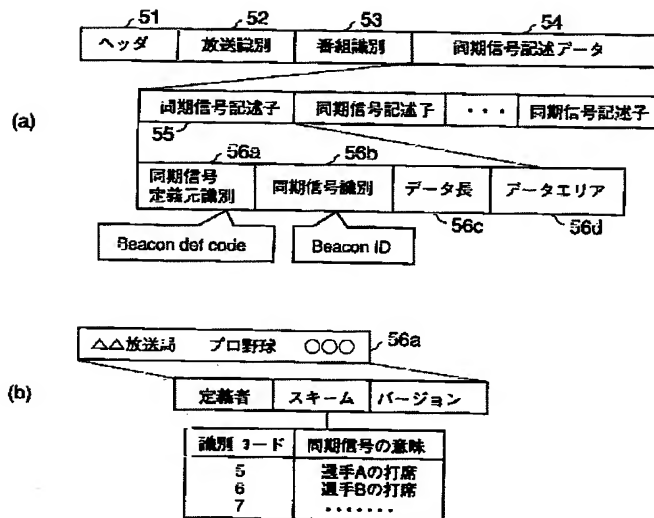 51 52 53 54
ヘッダ 放送識別 番組識別 同期信号記述データ
(a)
同期信号記述子 同期信号記述子 ・・・ 同期信号記述子
55
56a 56b
同期信号
定義元識別 同期信号識別 データ長 データエリア
56c 56d
Beacon def code Beacon ID
△△放送局 プロ野球 ○○○ 56a
(b)
定義者 スキーム バージョン
識別コード 同期信号の意味
5 選手Aの打席
6 選手Bの打席
7 ・・・・・・・